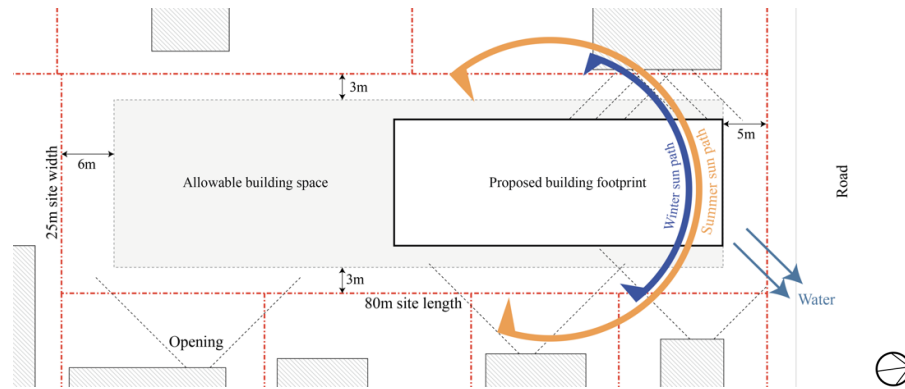 3m
5m
6m
25m site width
Allowable building space
Proposed building footprint
Winter sun path
Summer sun path
Road
3m
80m site length
Water
Opening